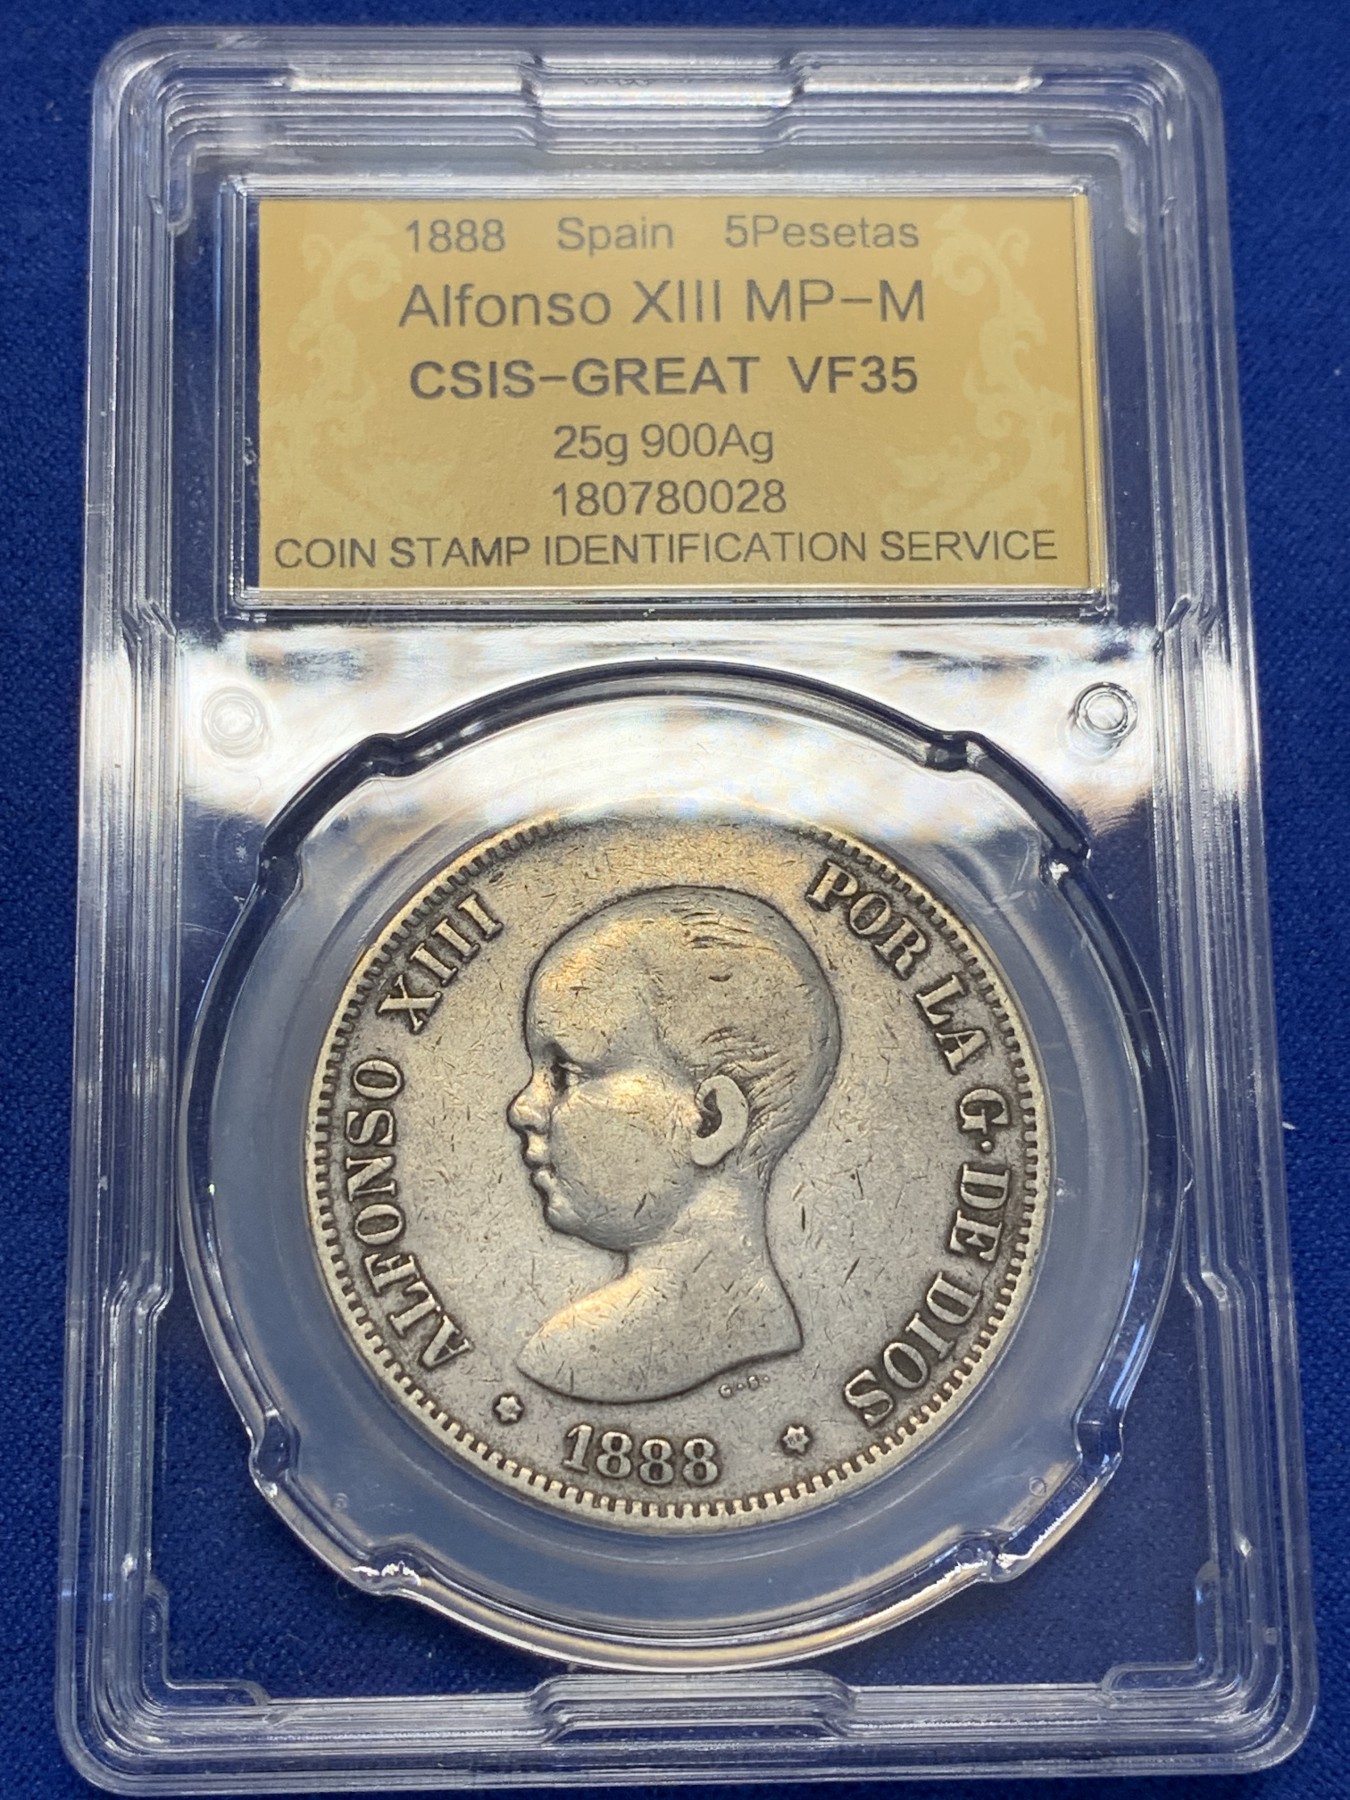 1888 Spain 5Pesetas
Alfonso XIII MP-M
CSIS-GREAT VF35
25g 900Ag
180780028
COIN STAMP IDENTIFICATION SERVICE
ALFONSO XIII POR LA G. DE DIOS
G.S.
1888